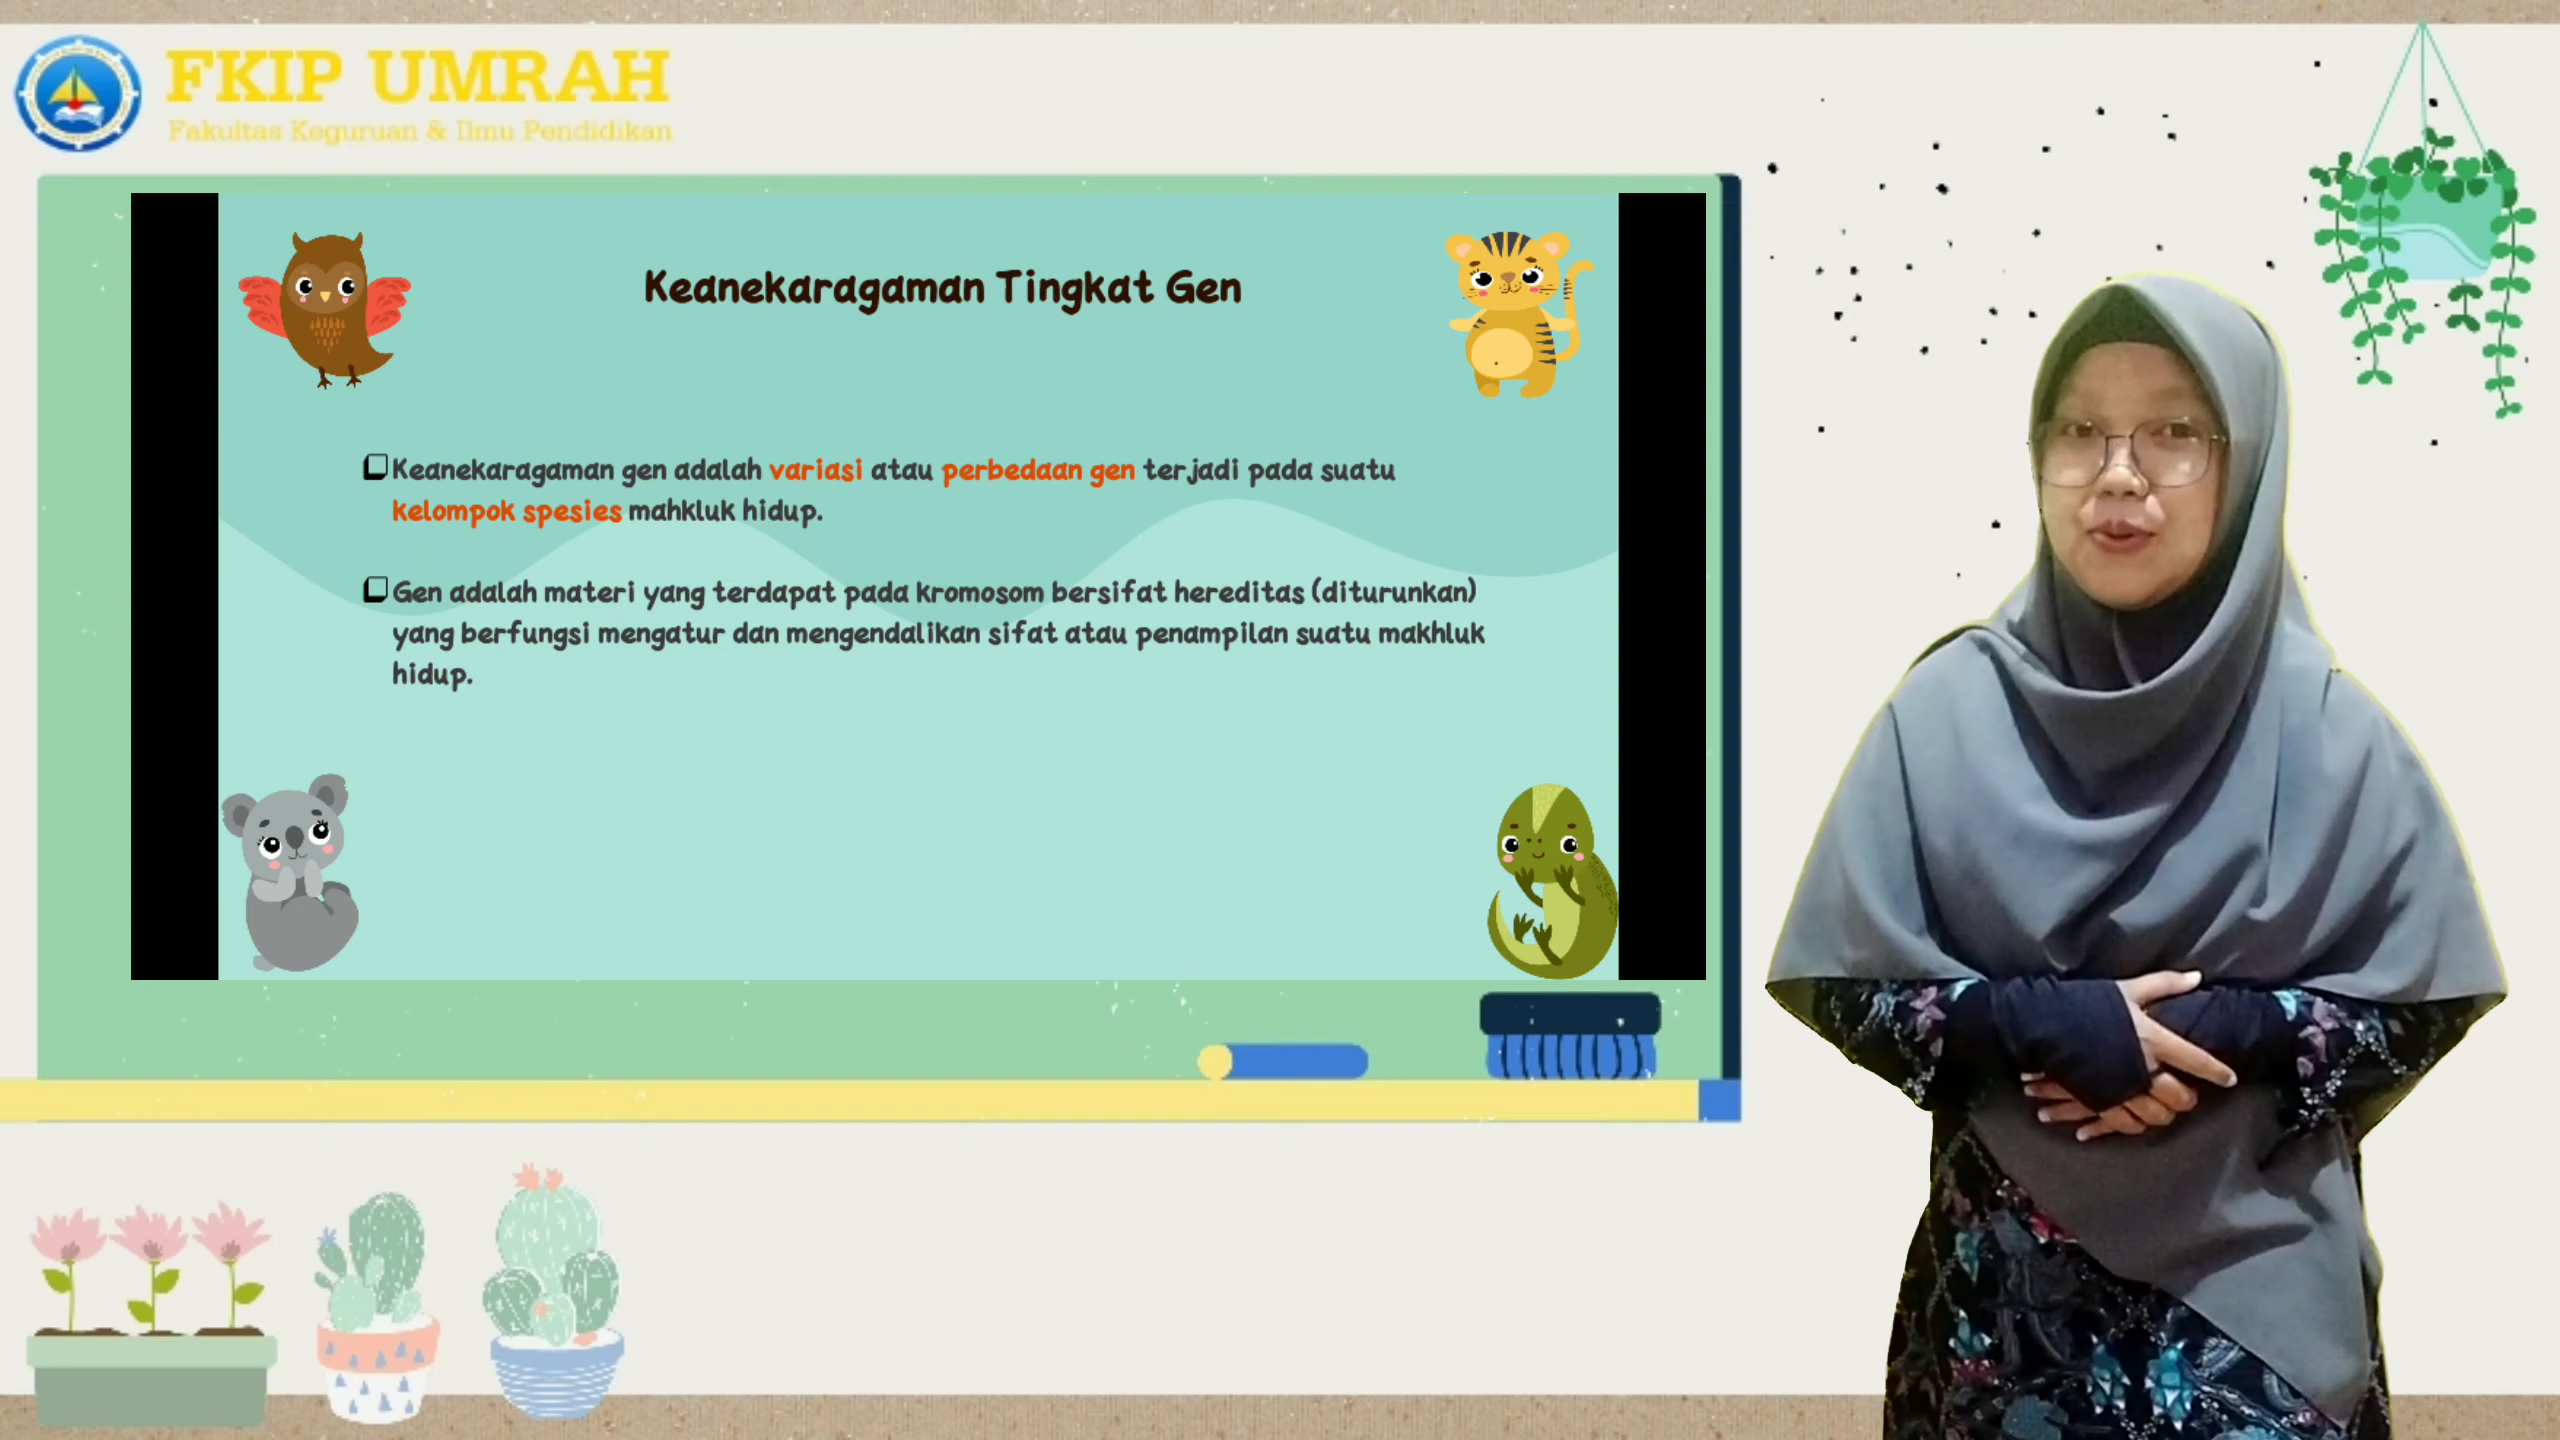 FKIP UMRAH
Fakultas Keguruan & Ilmu Pendidikan
Keanekaragaman Tingkat Gen
Keanekaragaman gen adalah variasi atau perbedaan gen terjadi pada suatu
kelompok spesies mahkluk hidup.
Gen adalah materi yang terdapat pada kromosom bersifat hereditas (diturunkan)
yang berfungsi mengatur dan mengendalikan sifat atau penampilan suatu makhluk
hidup.